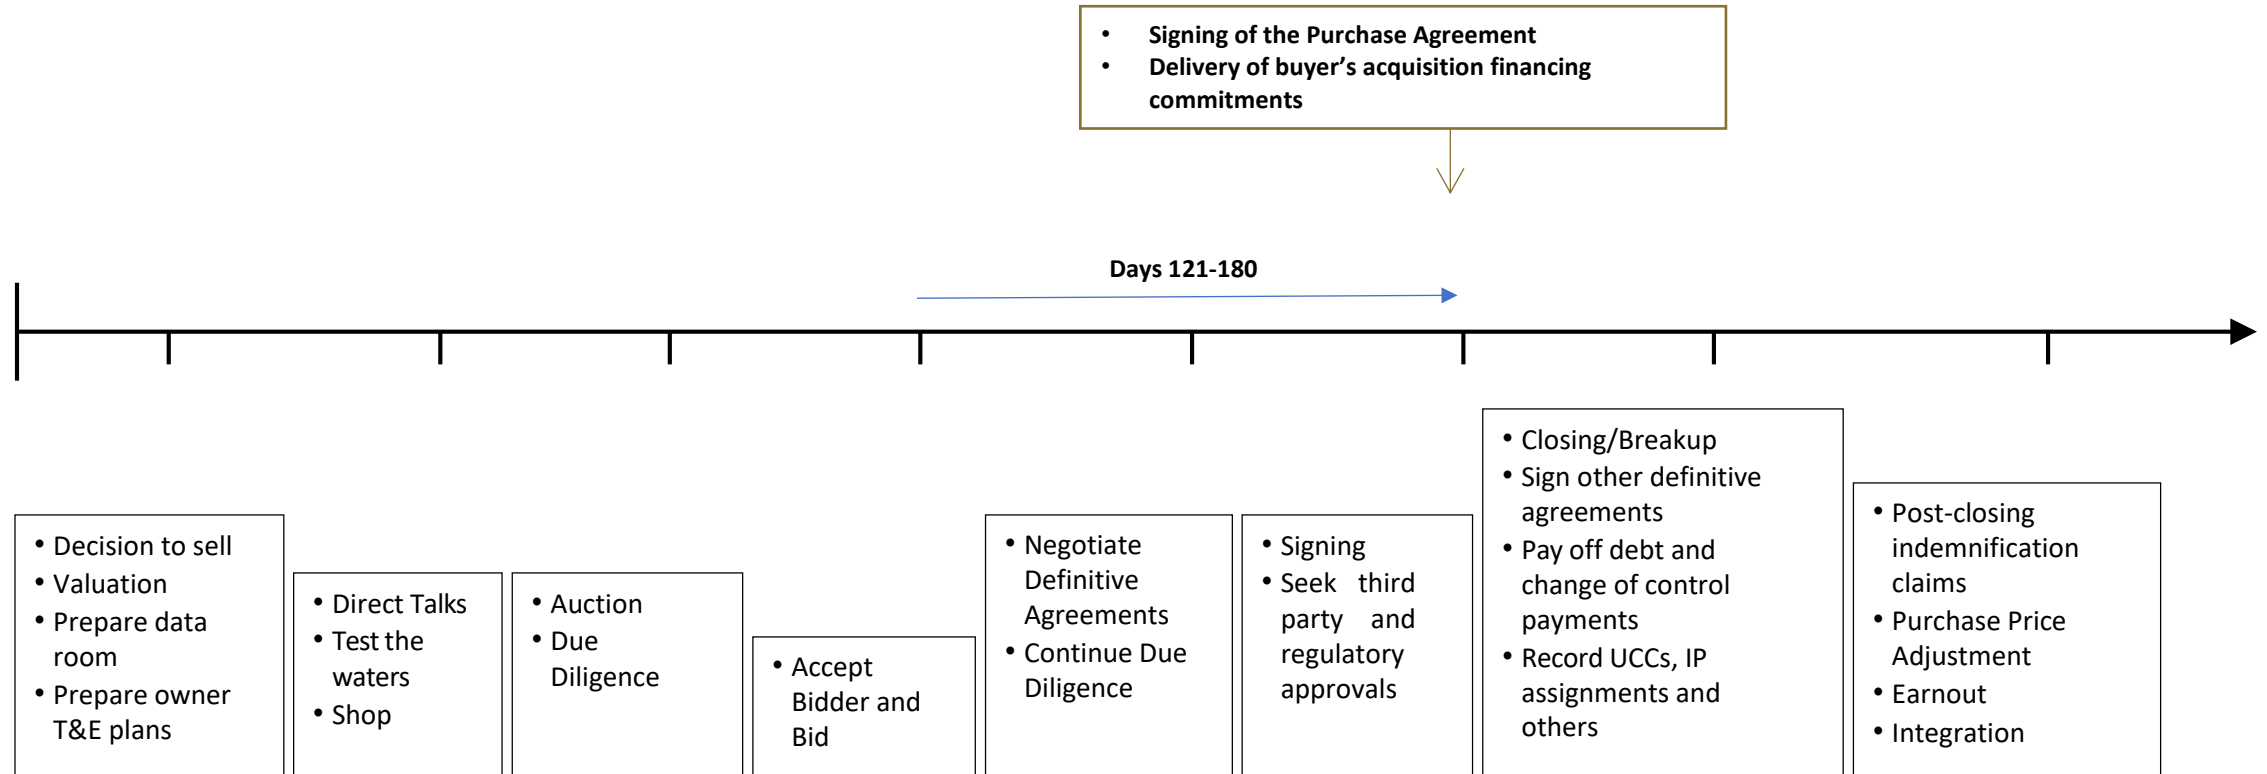 • Signing of the Purchase Agreement
• Delivery of buyer’s acquisition financing
commitments
Days 121-180
• Decision to sell
• Valuation
• Prepare data
room
• Prepare owner
T&E plans
• Direct Talks
• Test the
waters
• Shop
• Auction
• Due
Diligence
• Accept
Bidder and
Bid
• Negotiate
Definitive
Agreements
• Continue Due
Diligence
• Signing
• Seek third
party and
regulatory
approvals
• Closing/Breakup
• Sign other definitive
agreements
• Pay off debt and
change of control
payments
• Record UCCs, IP
assignments and
others
• Post-closing
indemnification
claims
• Purchase Price
Adjustment
• Earnout
• Integration